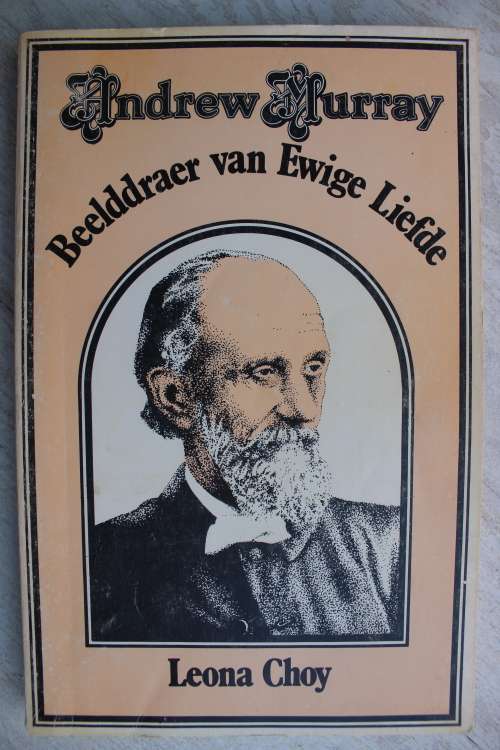 Andrew Murray
Beelddraer van Ewige Liefde
Leona Choy